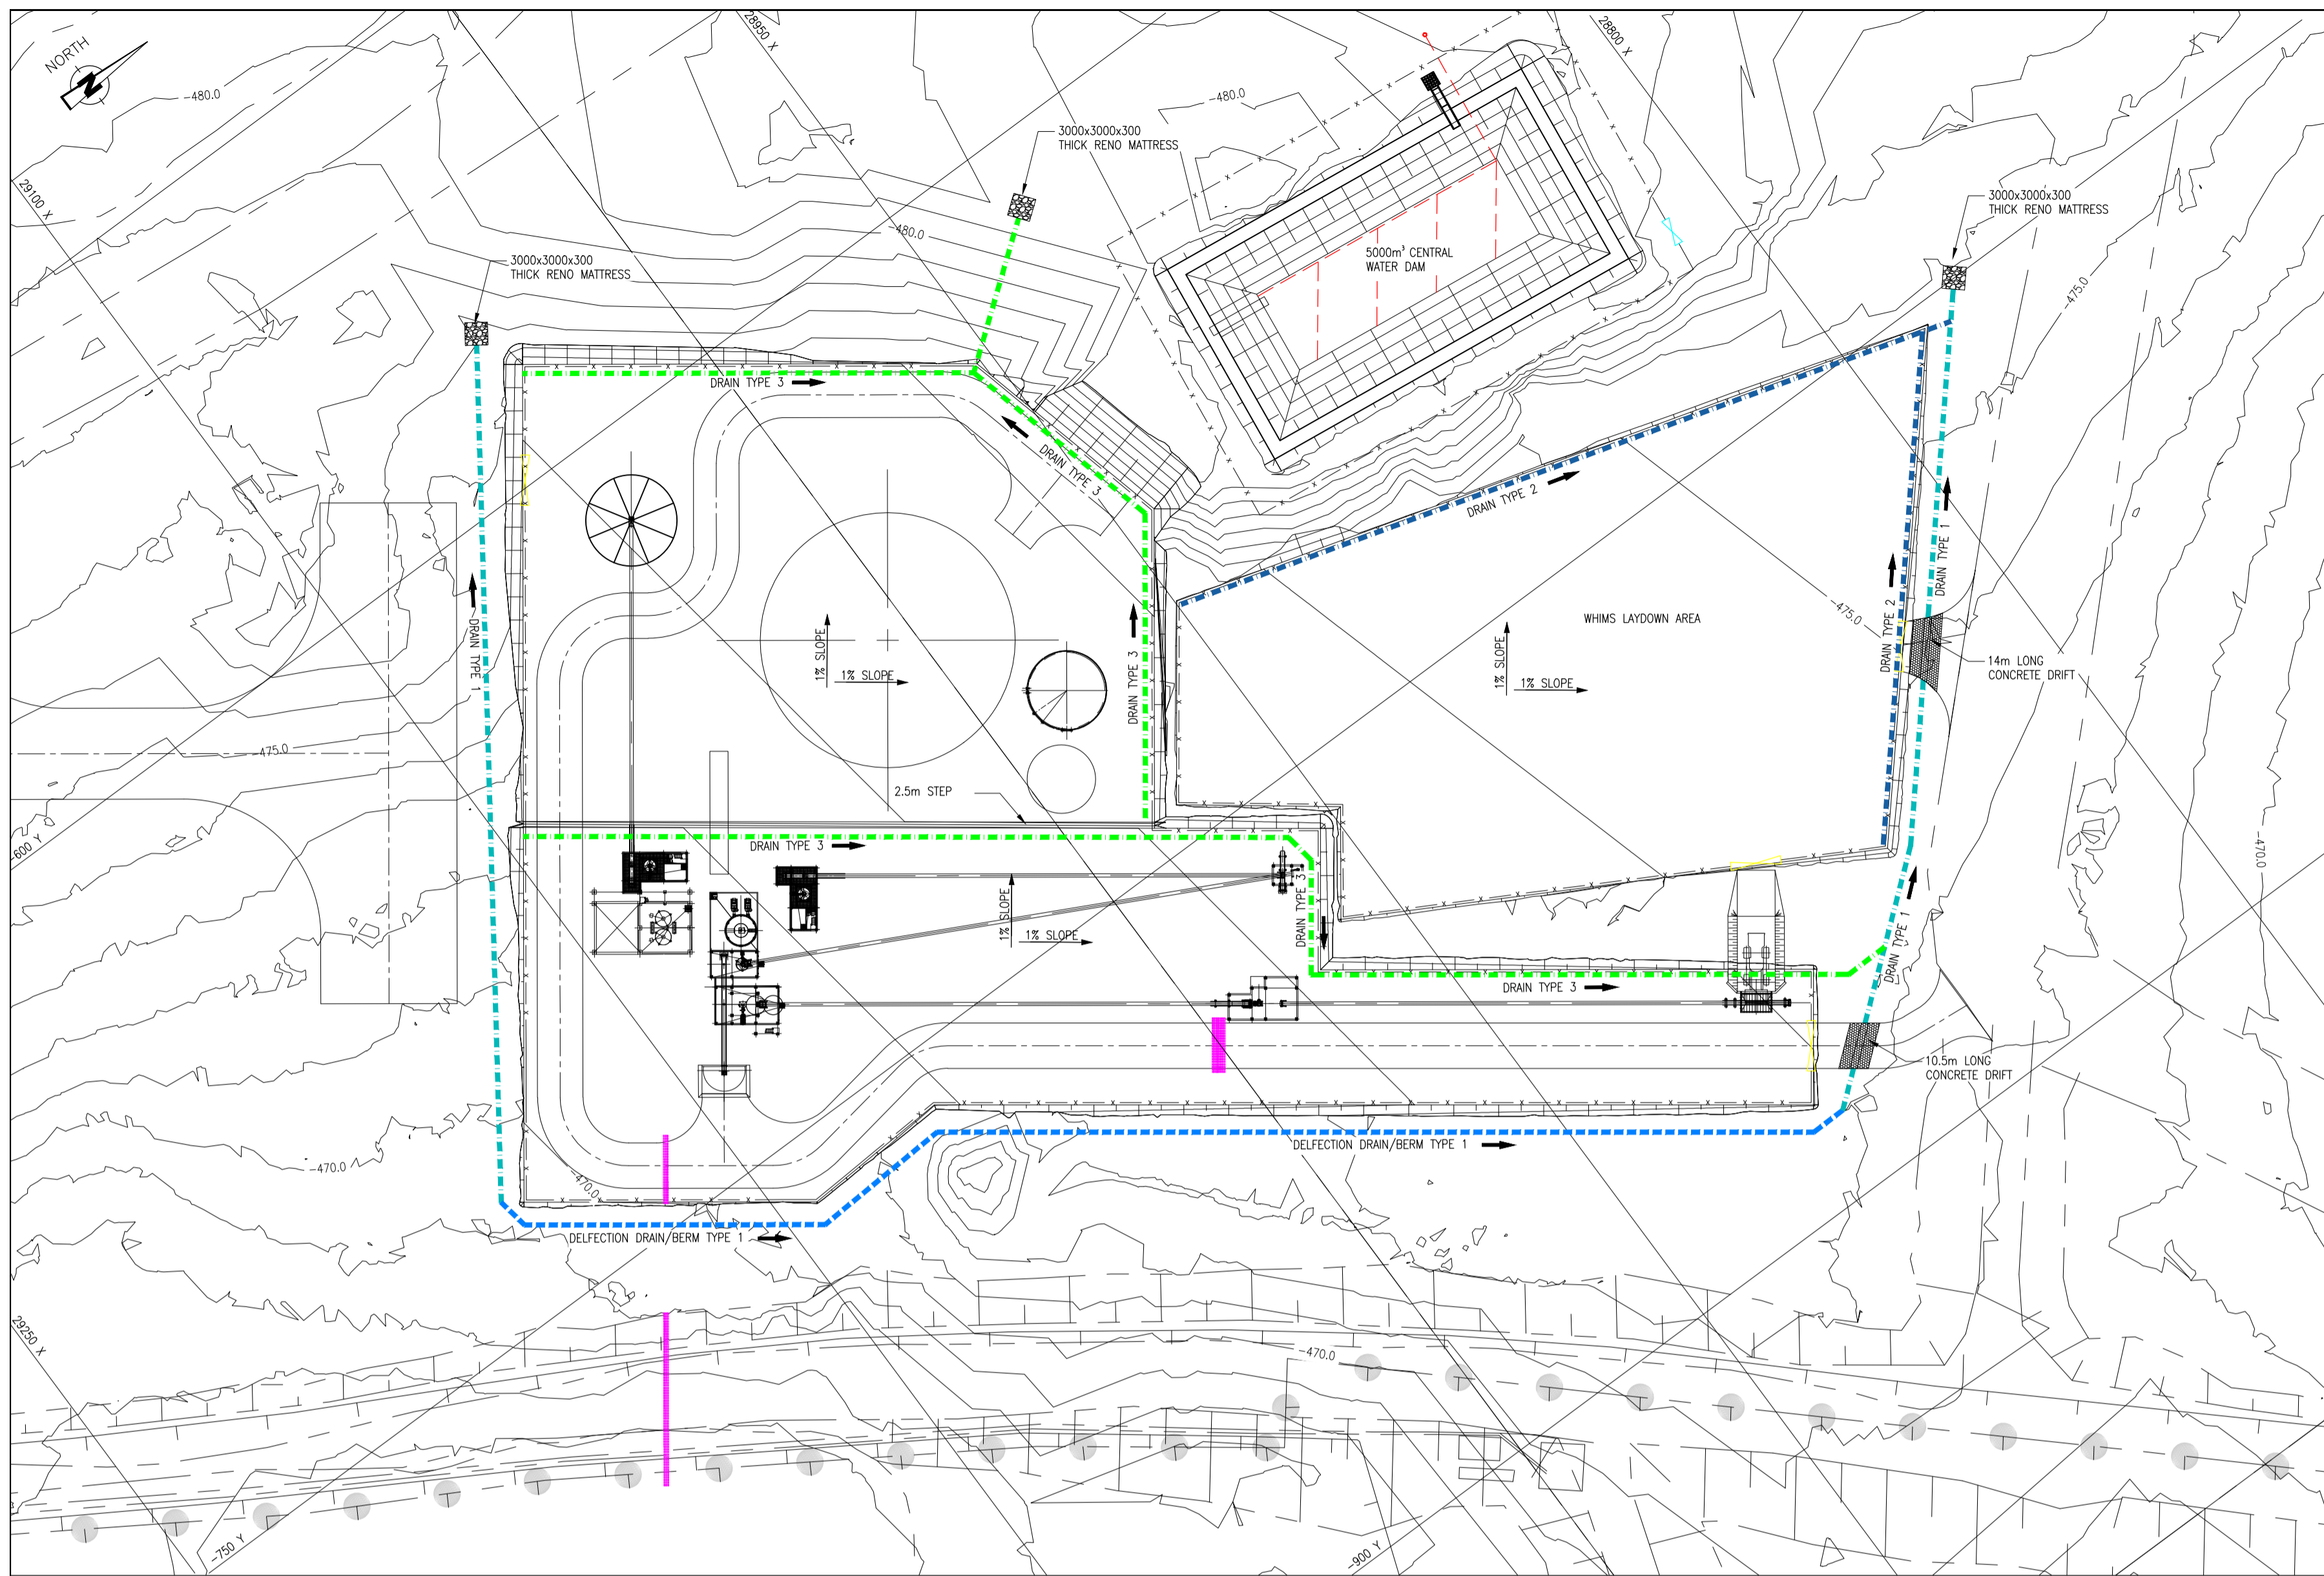 NORTH
N
28950 X
28800 X
-480.0
-480.0
3000x3000x300
THICK RENO MATTRESS
29100 X
3000x3000x300
THICK RENO MATTRESS
-480.0
3000x3000x300
THICK RENO MATTRESS
5000m³ CENTRAL
WATER DAM
-475.0
DRAIN TYPE 3
DRAIN TYPE 3
DRAIN TYPE 2
DRAIN TYPE 1
DRAIN TYPE 1
DRAIN TYPE 2
-475.0
WHIMS LAYDOWN AREA
1% SLOPE
1% SLOPE
DRAIN TYPE 3
1% SLOPE
1% SLOPE
14m LONG
CONCRETE DRIFT
-475.0
2.5m STEP
-600 Y
DRAIN TYPE 3
-470.0
1% SLOPE
1% SLOPE
DRAIN TYPE 3
DRAIN TYPE 1
DRAIN TYPE 3
10.5m LONG
CONCRETE DRIFT
DELFECTION DRAIN/BERM TYPE 1
-470.0
-470.0
DELFECTION DRAIN/BERM TYPE 1
29250 X
-470.0
-750 Y
-900 Y